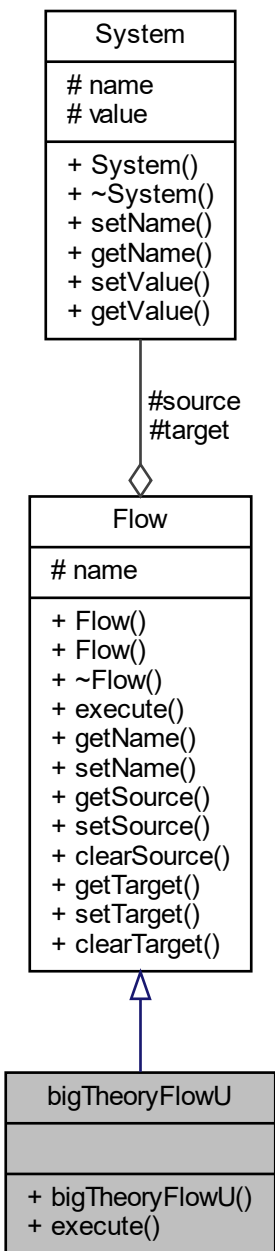 System
# name
# value
+ System()
+ ~System()
+ setName()
+ getName()
+ setValue()
+ getValue()
#source
#target
Flow
# name
+ Flow()
+ Flow()
+ ~Flow()
+ execute()
+ getName()
+ setName()
+ getSource()
+ setSource()
+ clearSource()
+ getTarget()
+ setTarget()
+ clearTarget()
bigTheoryFlowU
+ bigTheoryFlowU()
+ execute()